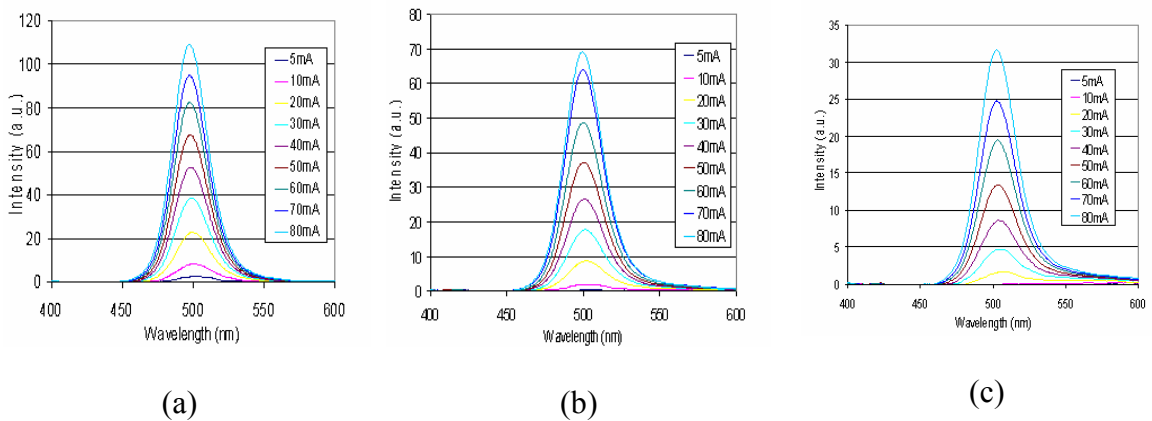 120
100
80
60
40
20
0
Intensity (a.u.)
400 450 500 550 600
Wavelength (nm)
5mA
10mA
20mA
30mA
40mA
50mA
60mA
70mA
80mA
(a)
80
70
60
50
40
30
20
10
0
Intensity (a.u.)
400 450 500 550 600
Wavelength (nm)
5mA
10mA
20mA
30mA
40mA
50mA
60mA
70mA
80mA
(b)
35
30
25
20
15
10
5
0
Intensity (a.u.)
400 450 500 550 600
Wavelength (nm)
5mA
10mA
20mA
30mA
40mA
50mA
60mA
70mA
80mA
(c)